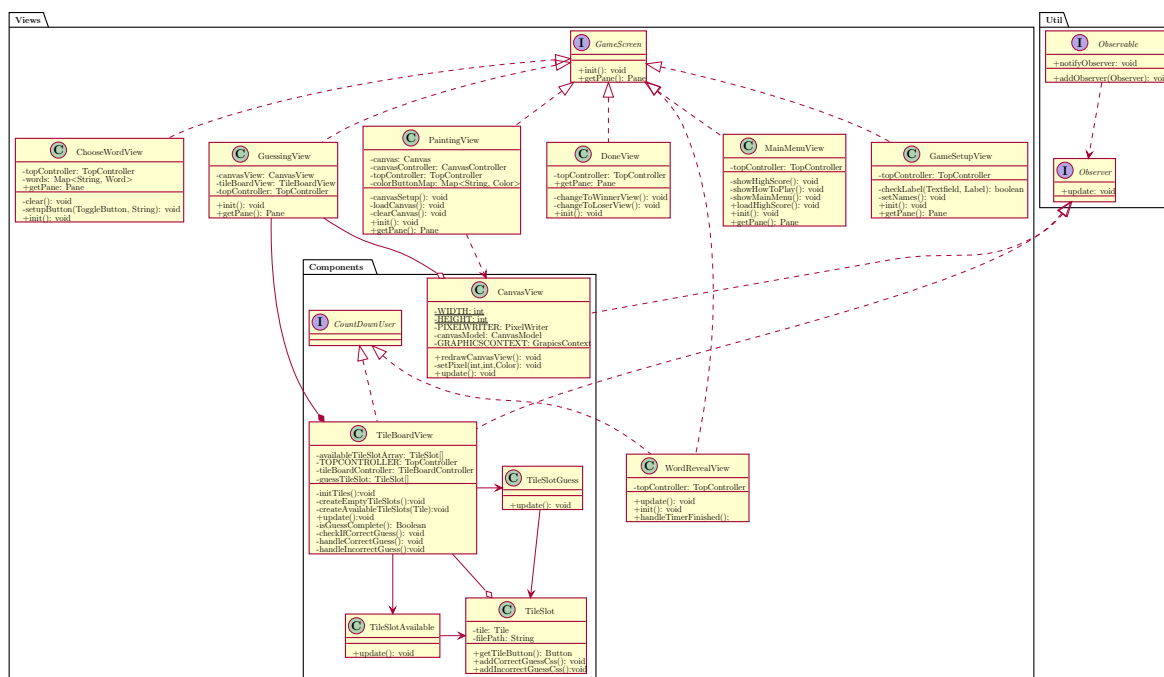 Views
Util
I GameScreen
+init(): void
+getPane(): Pane
I Observable
+notifyObserver: void
+addObserver(Observer): void
C ChooseWordView
-topController: TopController
-words: Map<String, Word>
+getPane: Pane
-clear(): void
-setupButton(ToggleButton, String): void
+init(): void
C GuessingView
-canvasView: CanvasView
-tileBoardView: TileBoardView
-topController: TopController
+init(): void
+getPane(): Pane
C PaintingView
-canvas: Canvas
-canvasController: CanvasController
-topController: TopController
-colorButtonMap: Map<String, Color>
-canvasSetup(): void
-loadCanvas(): void
-clearCanvas(): void
+init(): void
+getPane(): Pane
C DoneView
-topController: TopController
+getPane: Pane
-changeToWinnerView(): void
-changeToLoserView(): void
+init(): void
C MainMenuView
-topController: TopController
-showHighScore(): void
-showHowToPlay(): void
-showMainMenu(): void
+loadHighScore(): void
+init(): void
+getPane(): Pane
C GameSetupView
-topController: TopController
-checkLabel(Textfield, Label): boolean
-setNames(): void
+init(): void
+getPane(): Pane
I Observer
+update: void
Components
I CountDownUser
C CanvasView
-WIDTH: int
-HEIGHT: int
-PIXELWRITER: PixelWriter
-canvasModel: CanvasModel
-GRAPHICSCONTEXT: GrapicsContext
+redrawCanvasView(): void
-setPixel(int,int,Color): void
+update(): void
C TileBoardView
-availableTileSlotArray: TileSlot[]
-TOPCONTROLLER: TopController
-tileBoardController: TileBoardController
-guessTileSlot: TileSlot[]
-initTiles():void
-createEmptyTileSlots():void
-createAvailableTileSlots(Tile):void
+update():void
-isGuessComplete(): Boolean
-checkIfCorrectGuess(): void
-handleCorrectGuess(): void
-handleIncorrectGuess():void
C TileSlotGuess
+update(): void
C WordRevealView
-topController: TopController
+update(): void
+init(): void
+handleTimerFinished();
C TileSlotAvailable
+update(): void
C TileSlot
-tile: Tile
-filePath: String
+getTileButton(): Button
+addCorrectGuessCss(): void
+addIncorrectGuessCss():void